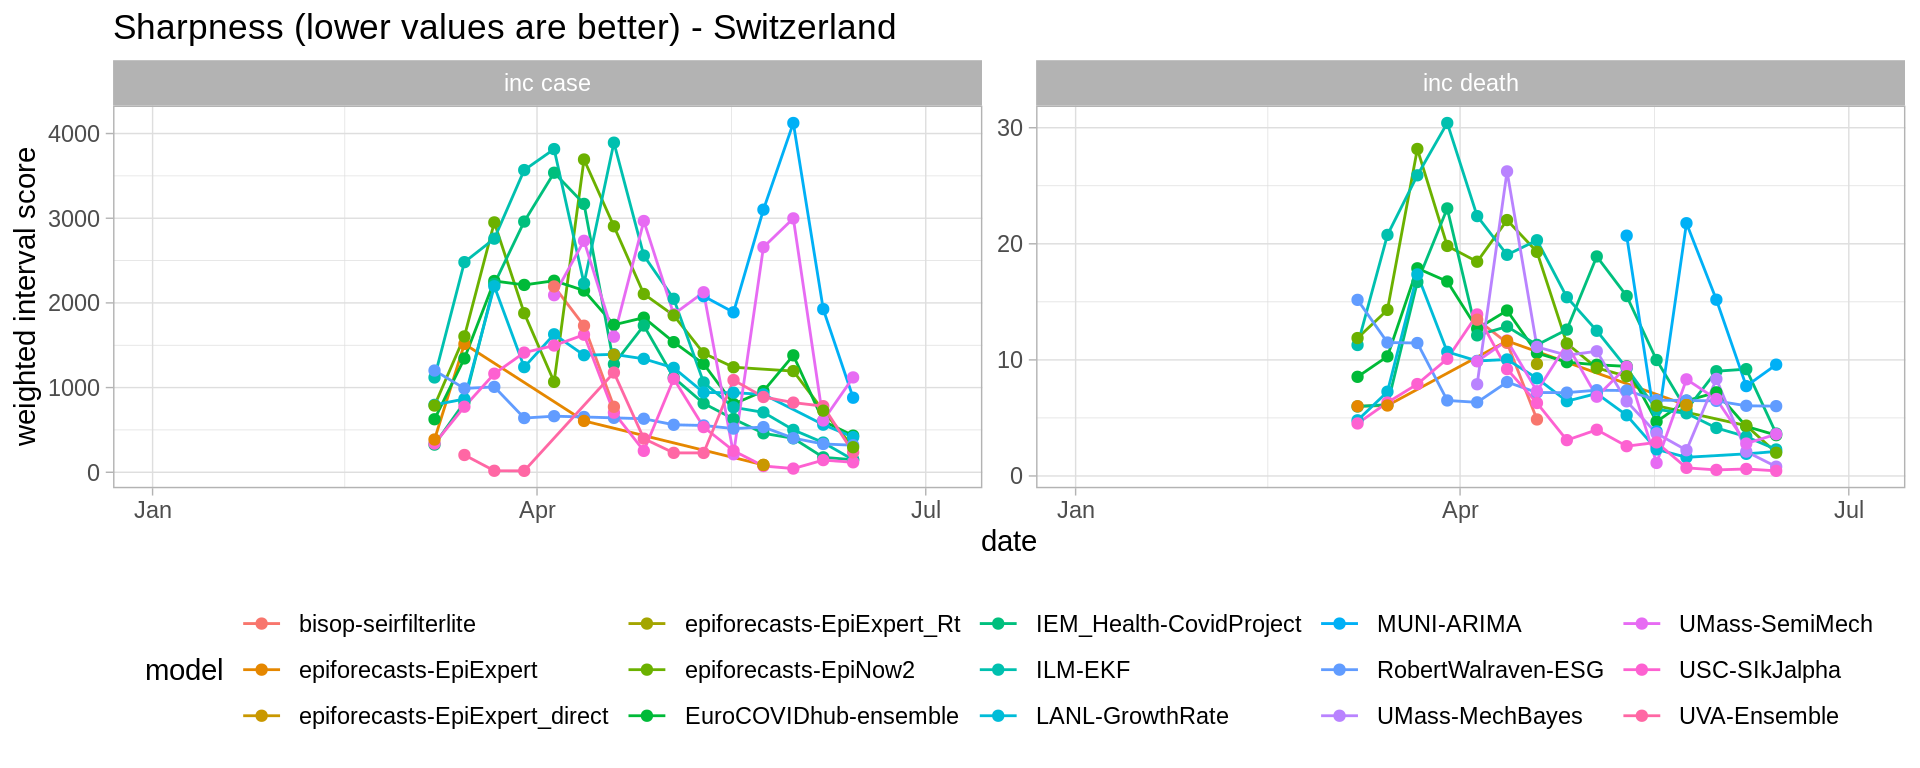 Sharpness (lower values are better) - Switzerland
inc case
inc death
weighted interval score
4000
3000
2000
1000
0
30
20
10
0
Jan
Apr
Jul
Jan
Apr
Jul
date
model
bisop-seirfilterlite
epiforecasts-EpiExpert
epiforecasts-EpiExpert_direct
epiforecasts-EpiExpert_Rt
epiforecasts-EpiNow2
EuroCOVIDhub-ensemble
IEM_Health-CovidProject
ILM-EKF
LANL-GrowthRate
MUNI-ARIMA
RobertWalraven-ESG
UMass-MechBayes
UMass-SemiMech
USC-SIkJalpha
UVA-Ensemble